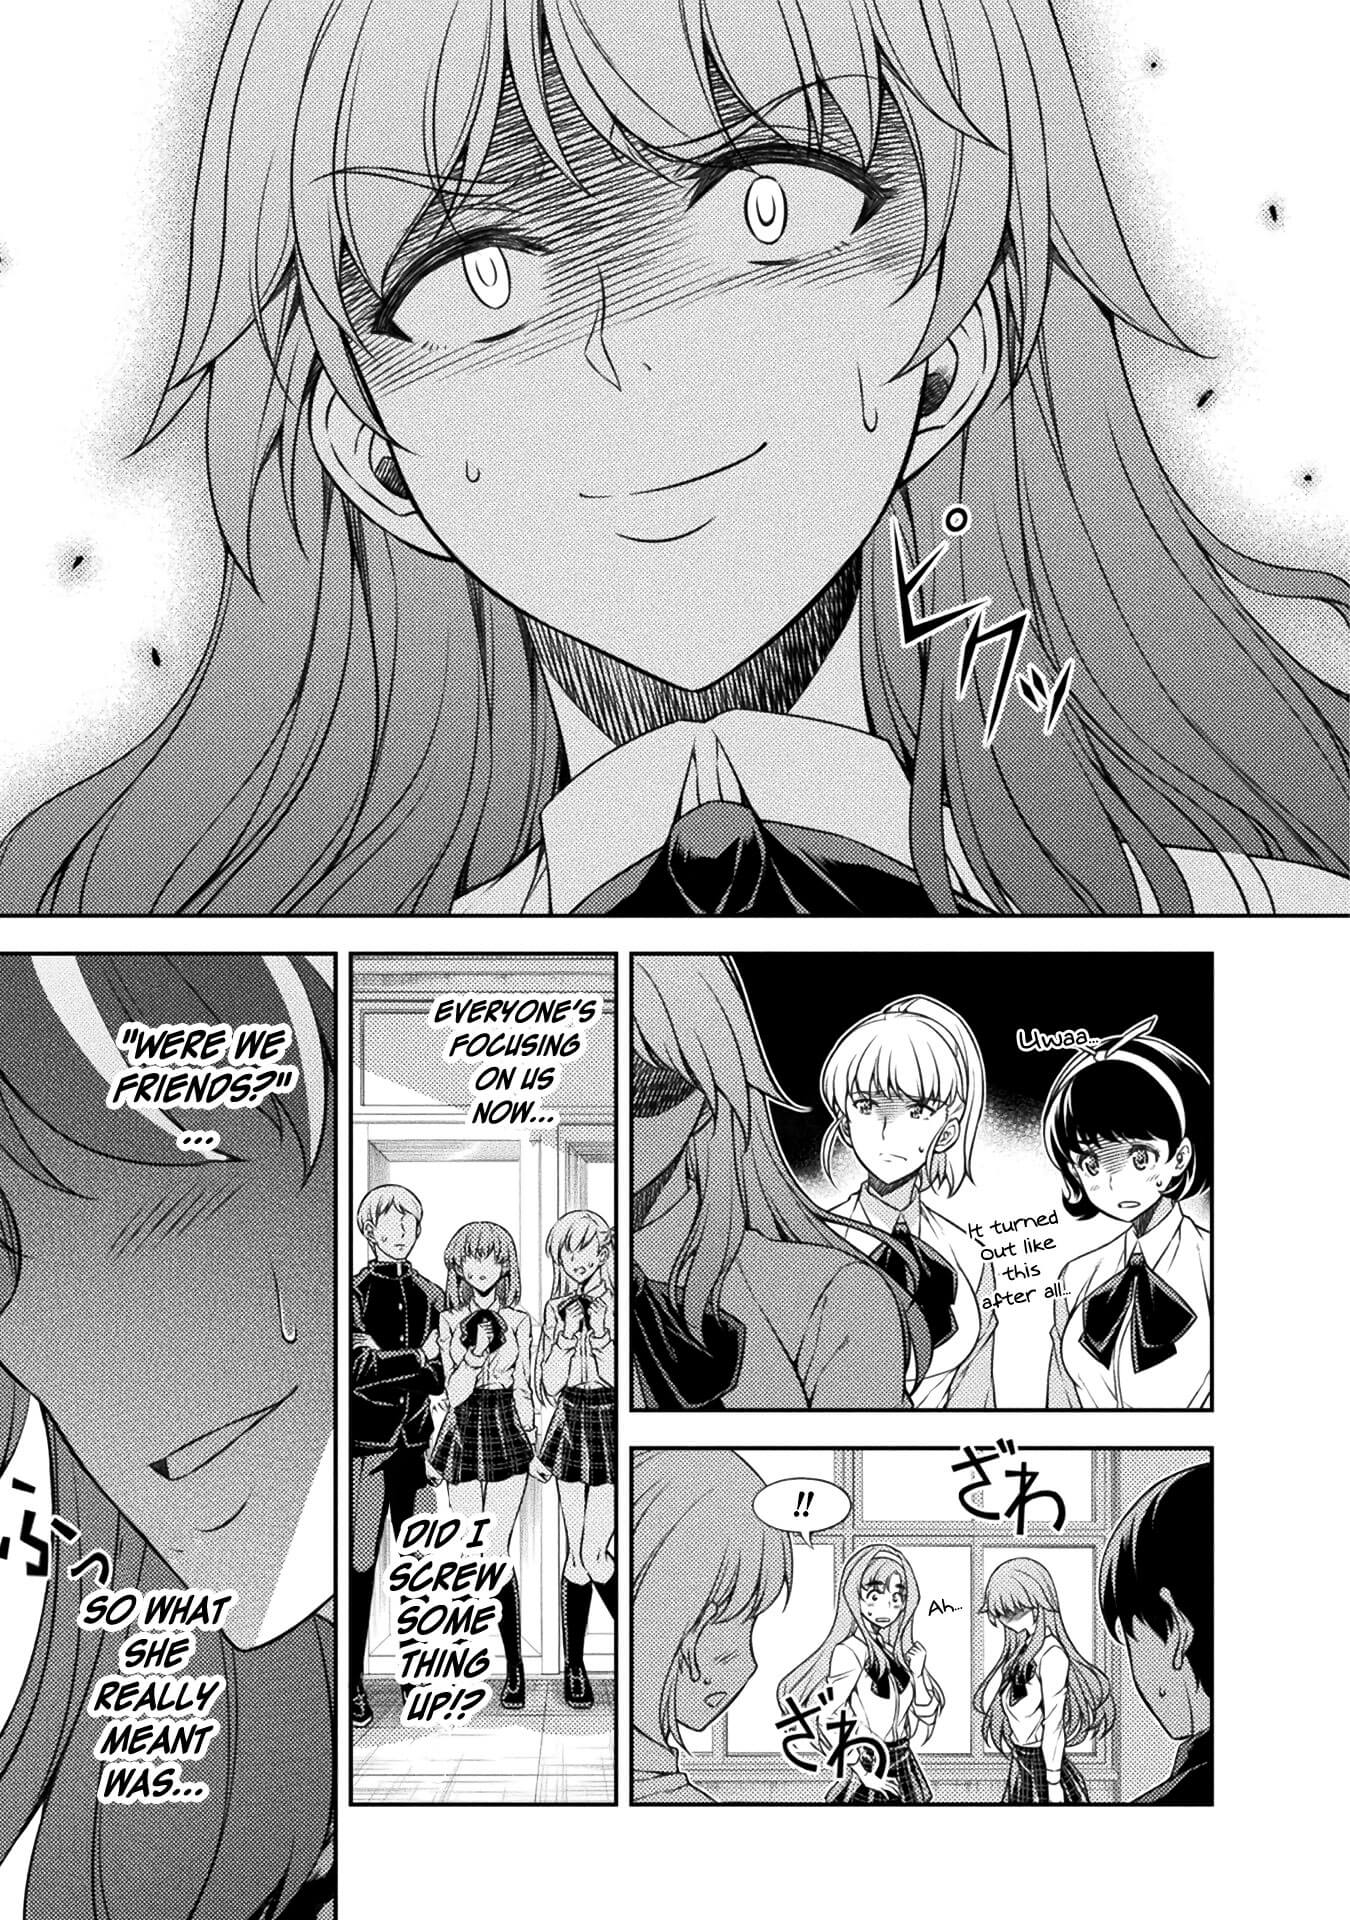 ピクッ
Uwaa...
It turned
out like
this
after all...
ざわ
!!
Ah...
ざわ
EVERYONE'S
FOCUSING
ON US
NOW...
DID I
SCREW
SOME
THING
UP!?
"WERE WE
FRIENDS?"
...
ふっ
SO WHAT
SHE
REALLY
MEANT
WAS...